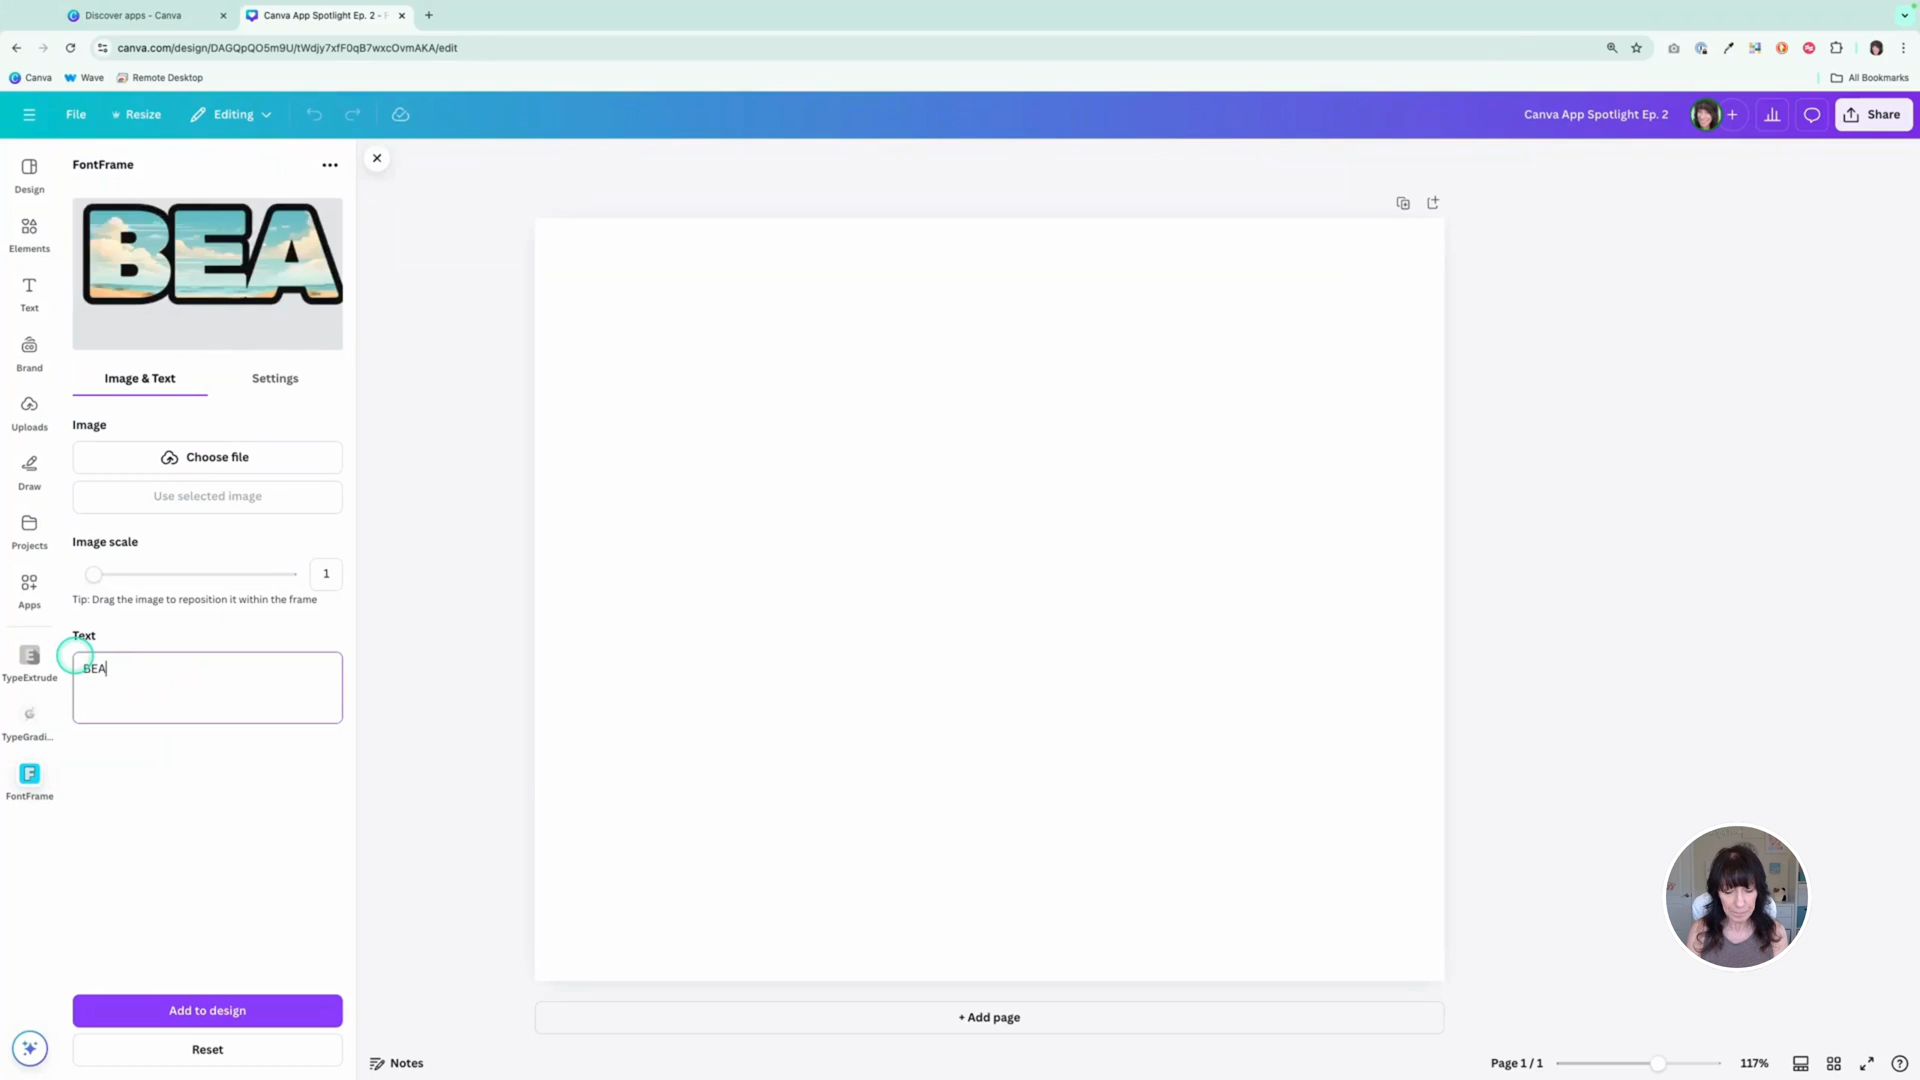 Discover apps - Canva
Canva App Spotlight Ep. 2 -
canva.com/design/DAGQpQO5m9U/tWdjy7xfF0qB7wxcOvmAKA/edit
Canva
Wave
Remote Desktop
All Bookmarks
File
Resize
Editing
Canva App Spotlight Ep. 2
Share
Design
Elements
Text
Brand
Uploads
Draw
Projects
Apps
TypeExtrude
TypeGradi...
FontFrame
FontFrame
BEA
Image & Text
Settings
Image
Choose file
Use selected image
Image scale
1
Tip: Drag the image to reposition it within the frame
Text
BEA
Add to design
Reset
+ Add page
Notes
Page 1 / 1
117%